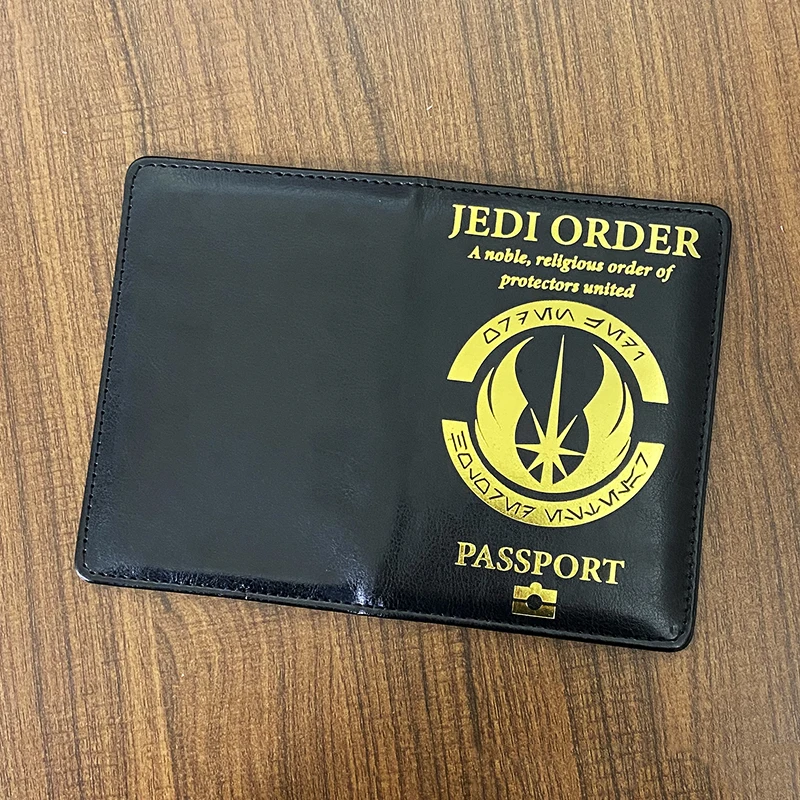 JEDI ORDER
A noble, religious order of
protectors united
PASSPORT